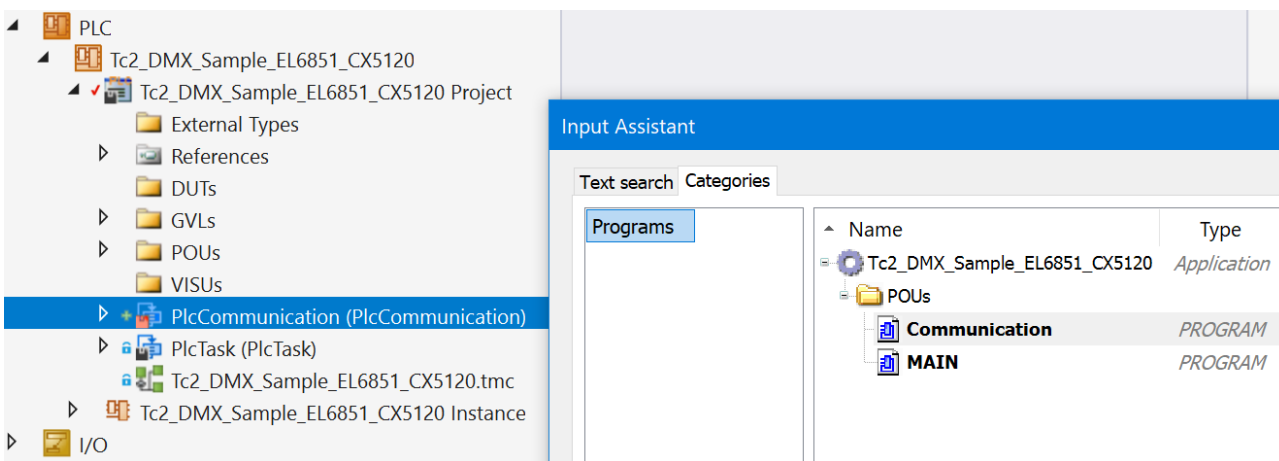 PLC
Tc2_DMX_Sample_EL6851_CX5120
Tc2_DMX_Sample_EL6851_CX5120 Project
External Types
References
DUTs
GVLs
POUs
VISUs
PlcCommunication (PlcCommunication)
PlcTask (PlcTask)
Tc2_DMX_Sample_EL6851_CX5120.tmc
Tc2_DMX_Sample_EL6851_CX5120 Instance
I/O
Input Assistant
Text search Categories
Programs
Name Type
Tc2_DMX_Sample_EL6851_CX5120 Application
POUs
Communication PROGRAM
MAIN PROGRAM